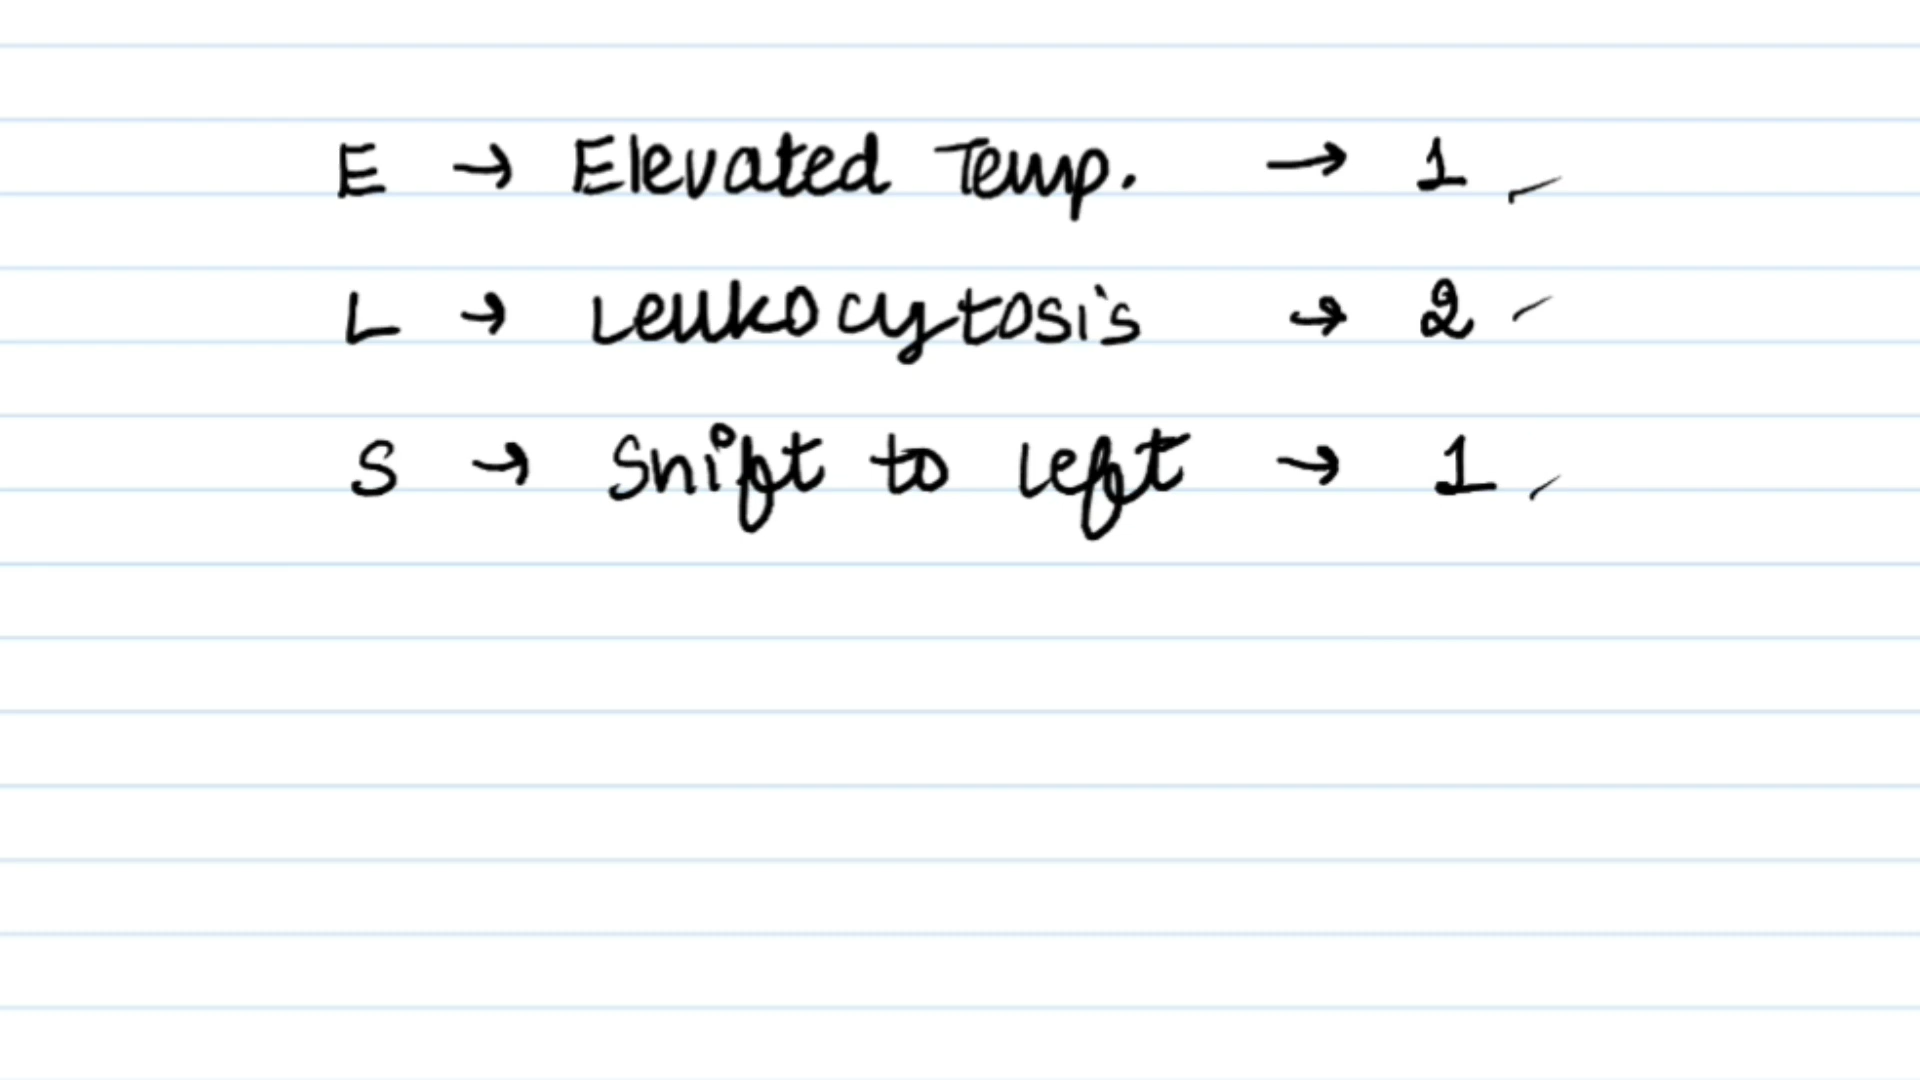 E → Elevated Temp. → 1
L → Leukocytosis → 2
S → Shift to left → 1